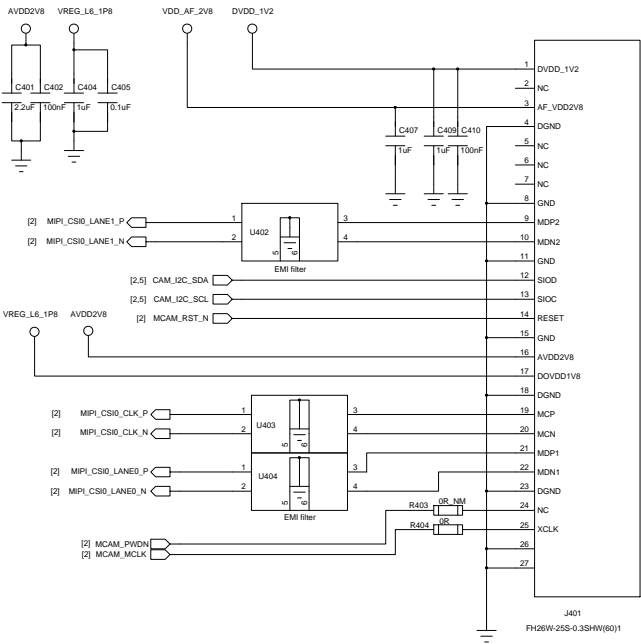 AVDD2V8 VREG_L6_1P8 VDD_AF_2V8 DVDD_1V2
C401 C402 C404 C405
2.2uF 100nF 1uF 0.1uF
C407 C409 C410
1uF 1uF 100nF
1 DVDD_1V2
2 NC
3 AF_VDD2V8
4 DGND
5 NC
6 NC
7 NC
8 GND
[2] MIPI_CSI0_LANE1_P 1 3 9 MDP2
U402
[2] MIPI_CSI0_LANE1_N 2 4 10 MDN2
5 6
EMI filter
11 GND
[2,5] CAM_I2C_SDA 12 SIOD
[2,5] CAM_I2C_SCL 13 SIOC
[2] MCAM_RST_N 14 RESET
VREG_L6_1P8 AVDD2V8
15 GND
16 AVDD2V8
17 DOVDD1V8
18 DGND
[2] MIPI_CSI0_CLK_P 1 3 19 MCP
U403
[2] MIPI_CSI0_CLK_N 2 4 20 MCN
5 6
21 MDP1
[2] MIPI_CSI0_LANE0_P 1 3
U404
22 MDN1
[2] MIPI_CSI0_LANE0_N 2 4
5 6
23 DGND
EMI filter
R403 0R_NM 24 NC
R404 0R 25 XCLK
[2] MCAM_PWDN
[2] MCAM_MCLK
26
27
J401
FH26W-25S-0.3SHW(60)1